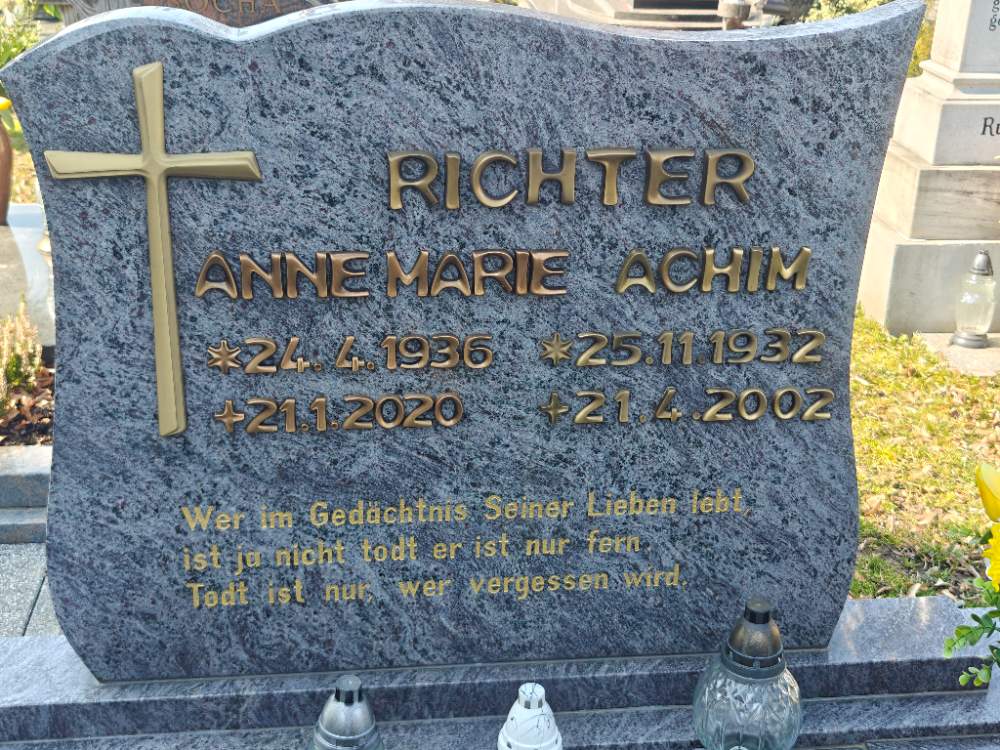 OCHA
RICHTER
ANNE MARIE ACHIM
*24.4.1936 *25.11.1932
+21.1.2020 +21.4.2002
Wer im Gedächtnis Seiner Lieben lebt,
ist ja nicht todt er ist nur fern.
Todt ist nur, wer vergessen wird.